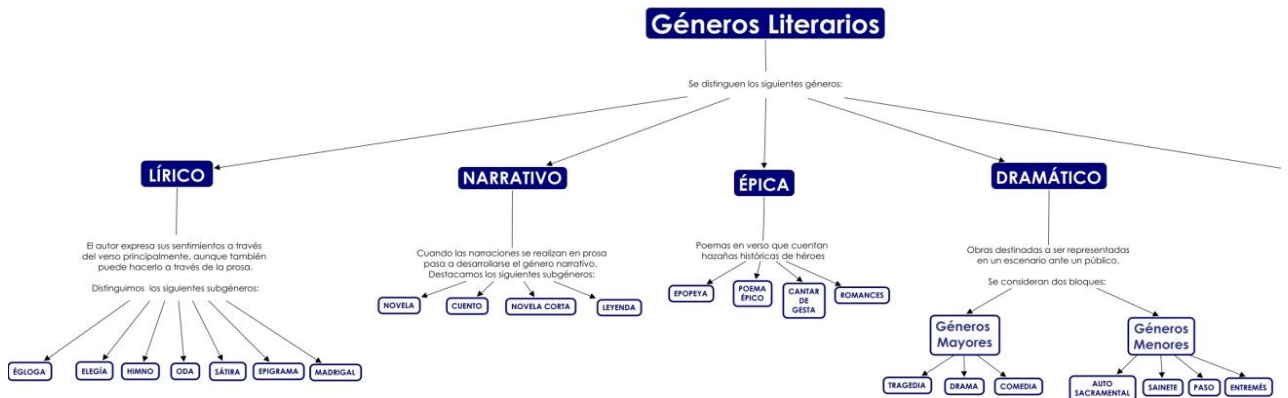 Géneros Literarios
Se distinguen los siguientes géneros:
LÍRICO
El autor expresa sus sentimientos a través
del verso principalmente, aunque también
puede hacerlo a través de la prosa.
Distinguimos los siguientes subgéneros:
ÉGLOGA
ELEGÍA
HIMNO
ODA
SÁTIRA
EPIGRAMA
MADRIGAL
NARRATIVO
Cuando las narraciones se realizan en prosa
pasa a desarrollarse el género narrativo.
Destacamos los siguientes subgéneros:
NOVELA
CUENTO
NOVELA CORTA
LEYENDA
ÉPICA
Poemas en verso que cuentan
hazañas históricas de héroes
EPOPEYA
POEMA
ÉPICO
CANTAR
DE
GESTA
ROMANCES
DRAMÁTICO
Obras destinadas a ser representadas
en un escenario ante un público.
Se consideran dos bloques:
Géneros
Mayores
TRAGEDIA
DRAMA
COMEDIA
Géneros
Menores
AUTO
SACRAMENTAL
SAINETE
PASO
ENTREMÉS